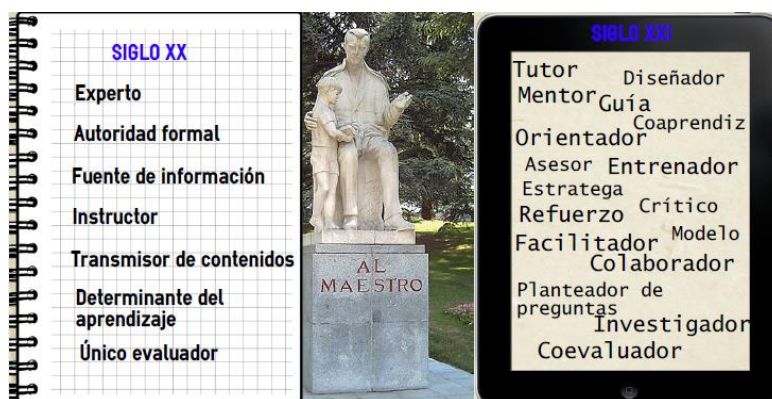 SIGLO XX
Experto
Autoridad formal
Fuente de información
Instructor
Transmisor de contenidos
Determinante del
aprendizaje
Único evaluador
AL
MAESTRO
SIGLO XXI
Tutor
Diseñador
Mentor
Guía
Coaprendiz
Orientador
Asesor
Entrenador
Estratega
Refuerzo
Crítico
Modelo
Facilitador
Colaborador
Planteador de
preguntas
Investigador
Coevaluador